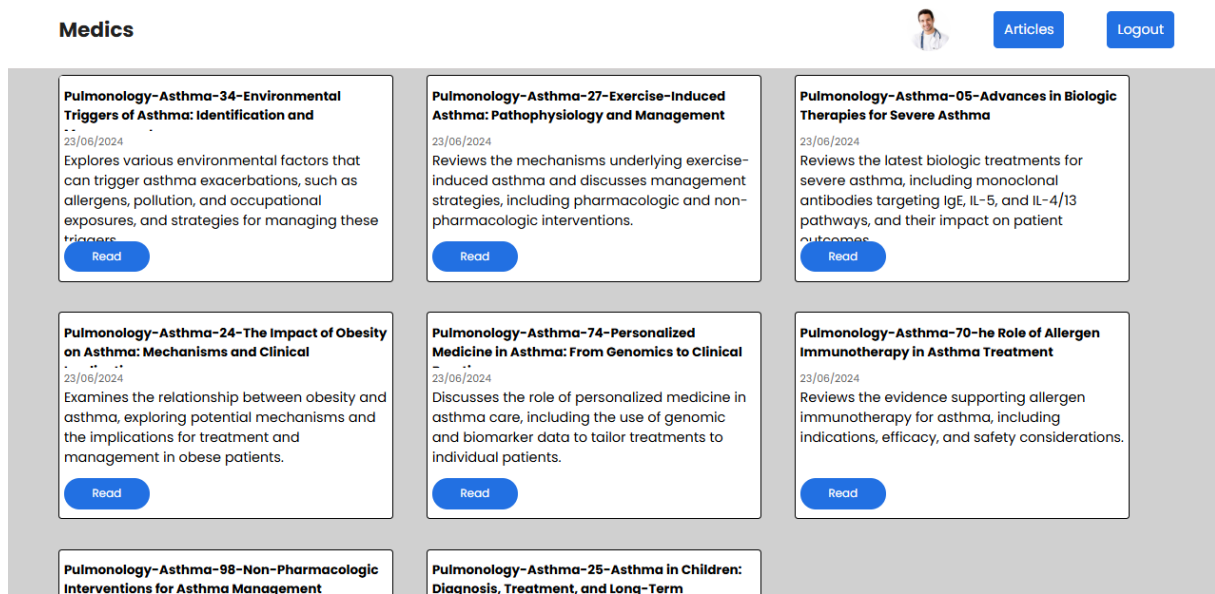 Medics
Articles
Logout
Pulmonology-Asthma-34-Environmental
Triggers of Asthma: Identification and
23/06/2024
Explores various environmental factors that
can trigger asthma exacerbations, such as
allergens, pollution, and occupational
exposures, and strategies for managing these
triggers
Read
Pulmonology-Asthma-27-Exercise-Induced
Asthma: Pathophysiology and Management
23/06/2024
Reviews the mechanisms underlying exercise-
induced asthma and discusses management
strategies, including pharmacologic and non-
pharmacologic interventions.
Read
Pulmonology-Asthma-05-Advances in Biologic
Therapies for Severe Asthma
23/06/2024
Reviews the latest biologic treatments for
severe asthma, including monoclonal
antibodies targeting IgE, IL-5, and IL-4/13
pathways, and their impact on patient
outcomes
Read
Pulmonology-Asthma-24-The Impact of Obesity
on Asthma: Mechanisms and Clinical
23/06/2024
Examines the relationship between obesity and
asthma, exploring potential mechanisms and
the implications for treatment and
management in obese patients.
Read
Pulmonology-Asthma-74-Personalized
Medicine in Asthma: From Genomics to Clinical
23/06/2024
Discusses the role of personalized medicine in
asthma care, including the use of genomic
and biomarker data to tailor treatments to
individual patients.
Read
Pulmonology-Asthma-70-he Role of Allergen
Immunotherapy in Asthma Treatment
23/06/2024
Reviews the evidence supporting allergen
immunotherapy for asthma, including
indications, efficacy, and safety considerations.
Read
Pulmonology-Asthma-98-Non-Pharmacologic
Interventions for Asthma Management
Pulmonology-Asthma-25-Asthma in Children:
Diagnosis, Treatment, and Long-Term